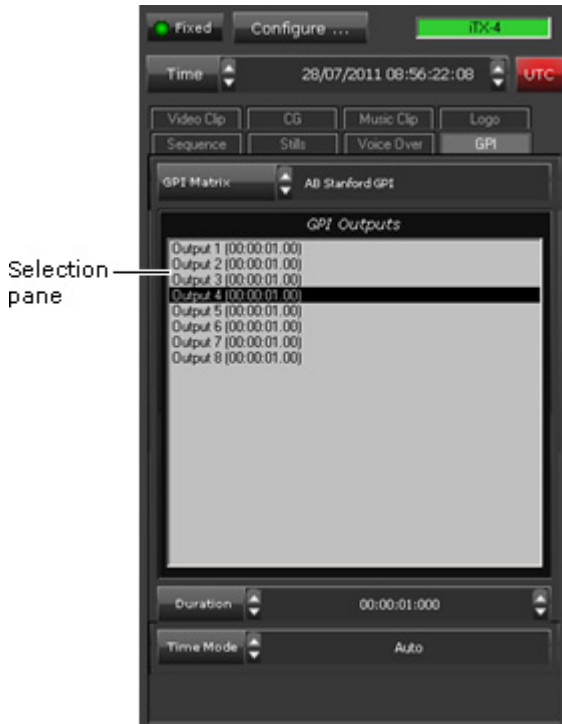 Fixed Configure ... iTX-4
Time 28/07/2011 08:56:22:08 UTC
Video Clip CG Music Clip Logo
Sequence Stills Voice Over GPI
GPI Matrix AB Stanford GPI
GPI Outputs
Output 1 (00:00:01.00)
Output 2 (00:00:01.00)
Output 3 (00:00:01.00)
Output 4 (00:00:01.00)
Output 5 (00:00:01.00)
Output 6 (00:00:01.00)
Output 7 (00:00:01.00)
Output 8 (00:00:01.00)
Selection
pane
Duration 00:00:01:000
Time Mode Auto